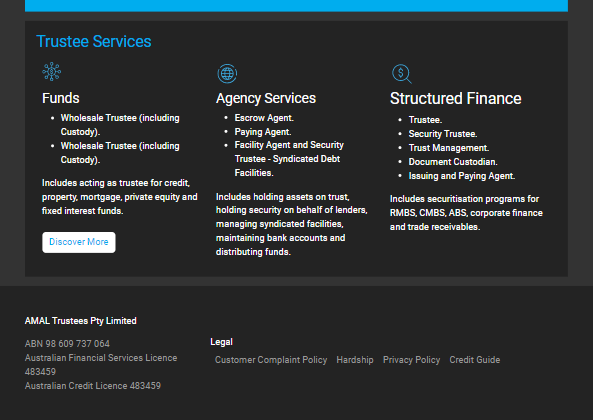 Trustee Services
Funds
Wholesale Trustee (including
Custody).
Wholesale Trustee (including
Custody).
Includes acting as trustee for credit,
property, mortgage, private equity and
fixed interest funds.
Discover More
Agency Services
Escrow Agent.
Paying Agent.
Facility Agent and Security
Trustee - Syndicated Debt
Facilities.
Includes holding assets on trust,
holding security on behalf of lenders,
managing syndicated facilities,
maintaining bank accounts and
distributing funds.
Structured Finance
Trustee.
Security Trustee.
Trust Management.
Document Custodian.
Issuing and Paying Agent.
Includes securitisation programs for
RMBS, CMBS, ABS, corporate finance
and trade receivables.
AMAL Trustees Pty Limited
ABN 98 609 737 064
Australian Financial Services Licence
483459
Australian Credit Licence 483459
Legal
Customer Complaint Policy Hardship Privacy Policy Credit Guide